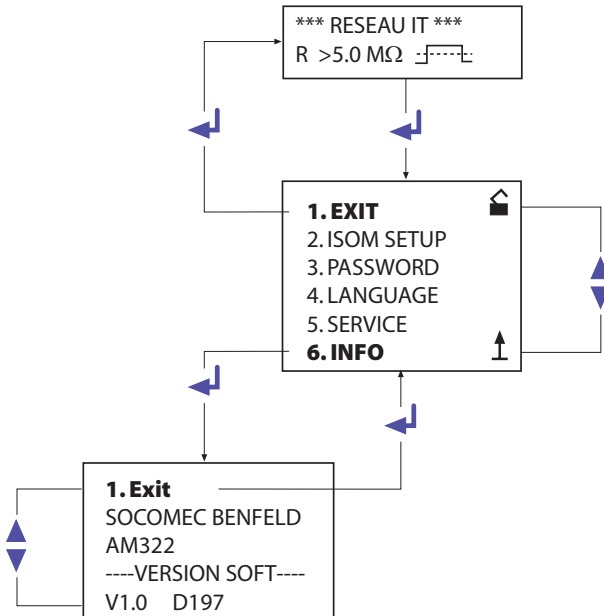 *** RESEAU IT ***
R >5.0 MΩ
1. EXIT
2. ISOM SETUP
3. PASSWORD
4. LANGUAGE
5. SERVICE
6. INFO
1. Exit
SOCOMEC BENFELD
AM322
----VERSION SOFT----
V1.0 D197